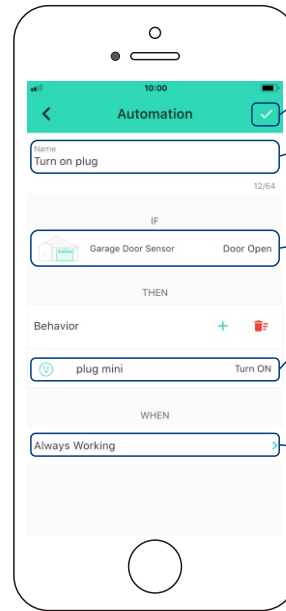 10:00
Automation
Name
Turn on plug
12/64
IF
Garage Door Sensor Door Open
THEN
Behavior
plug mini Turn ON
WHEN
Always Working